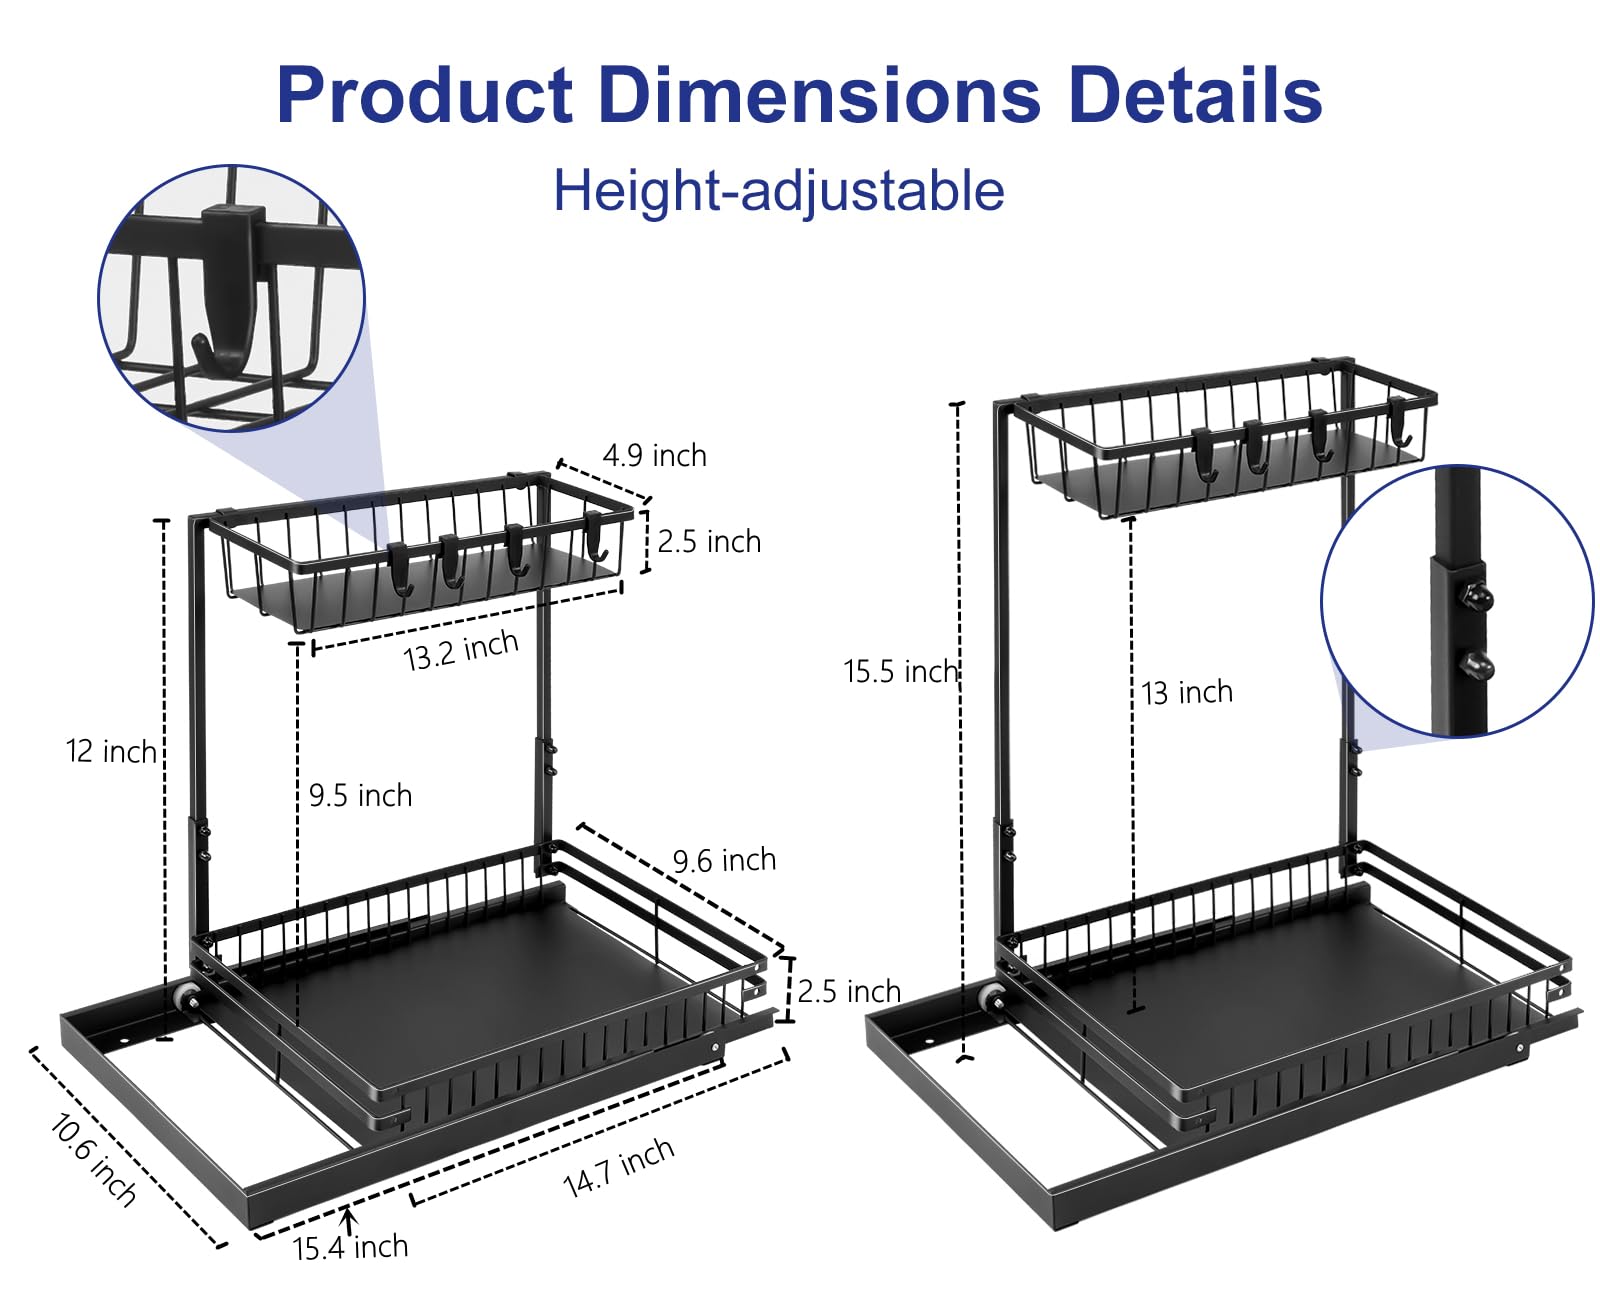 Product Dimensions Details
Height-adjustable
4.9 inch
2.5 inch
13.2 inch
12 inch
9.5 inch
9.6 inch
2.5 inch
10.6 inch
14.7 inch
15.4 inch
15.5 inch
13 inch